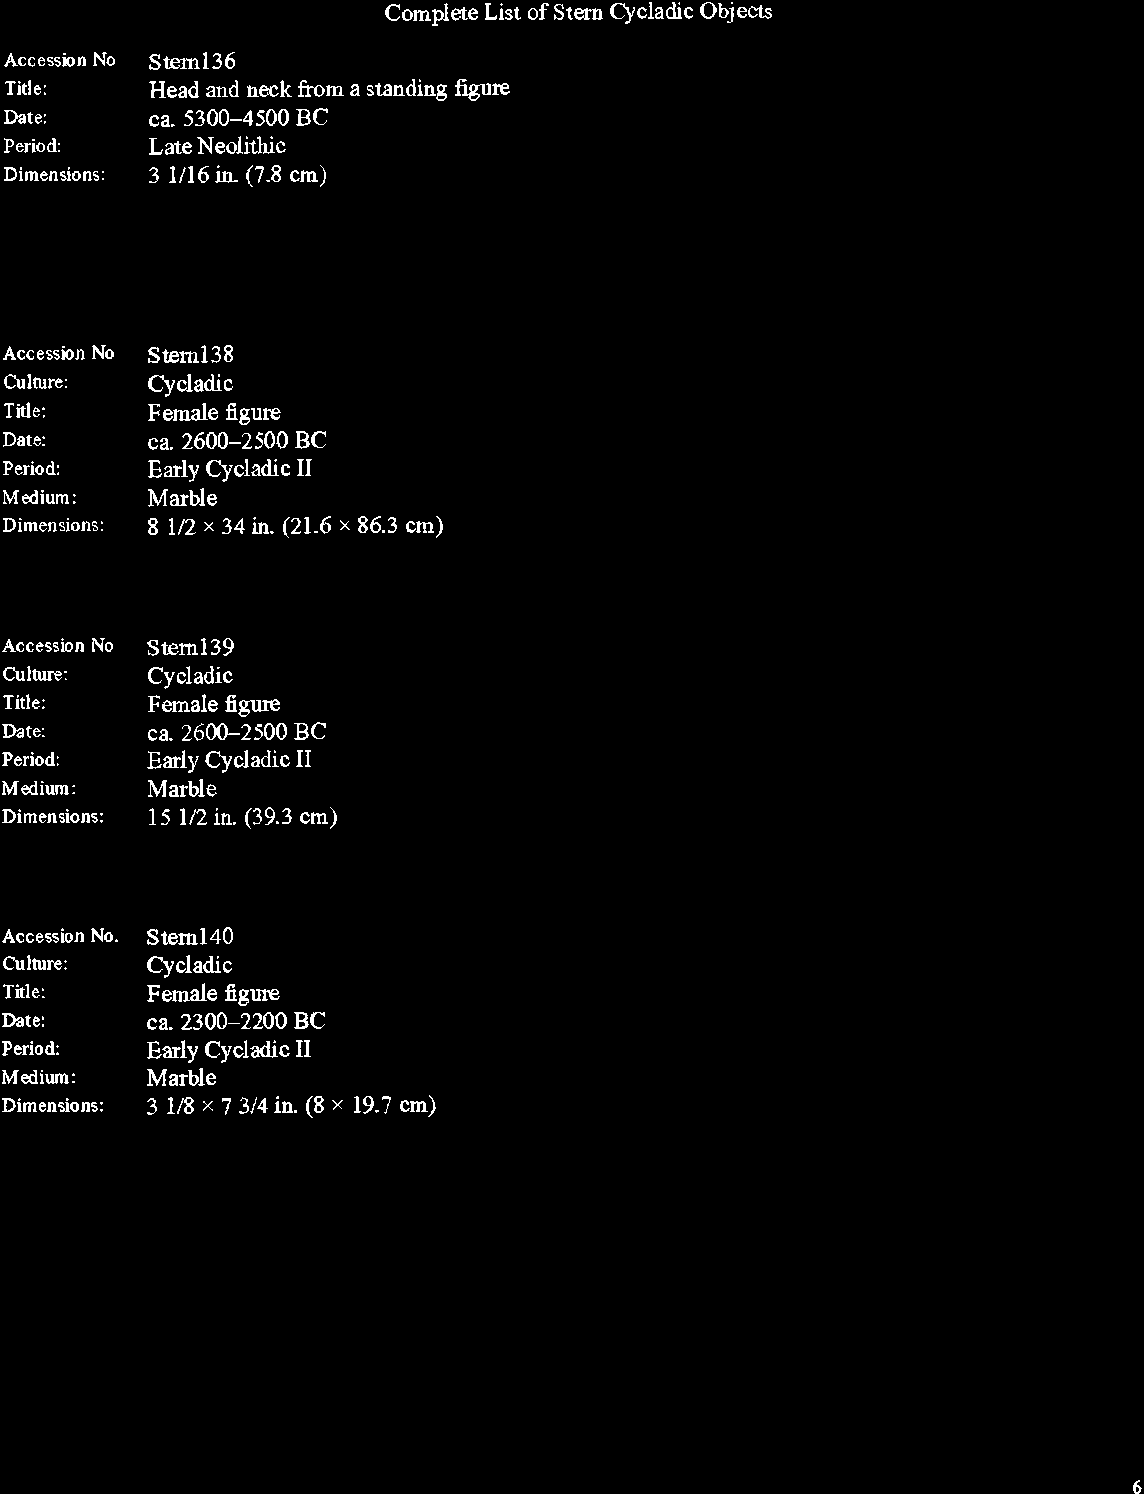 Complete List of Stern Cycladic Objects
Accession No Stern136
Title: Head and neck from a standing figure
Date: ca. 5300–4500 BC
Period: Late Neolithic
Dimensions: 3 1/16 in. (7.8 cm)
Accession No Stern138
Culture: Cycladic
Title: Female figure
Date: ca. 2600–2500 BC
Period: Early Cycladic II
Medium: Marble
Dimensions: 8 1/2 × 34 in. (21.6 × 86.3 cm)
Accession No Stern139
Culture: Cycladic
Title: Female figure
Date: ca. 2600–2500 BC
Period: Early Cycladic II
Medium: Marble
Dimensions: 15 1/2 in. (39.3 cm)
Accession No. Stern140
Culture: Cycladic
Title: Female figure
Date: ca. 2300–2200 BC
Period: Early Cycladic II
Medium: Marble
Dimensions: 3 1/8 × 7 3/4 in. (8 × 19.7 cm)
6